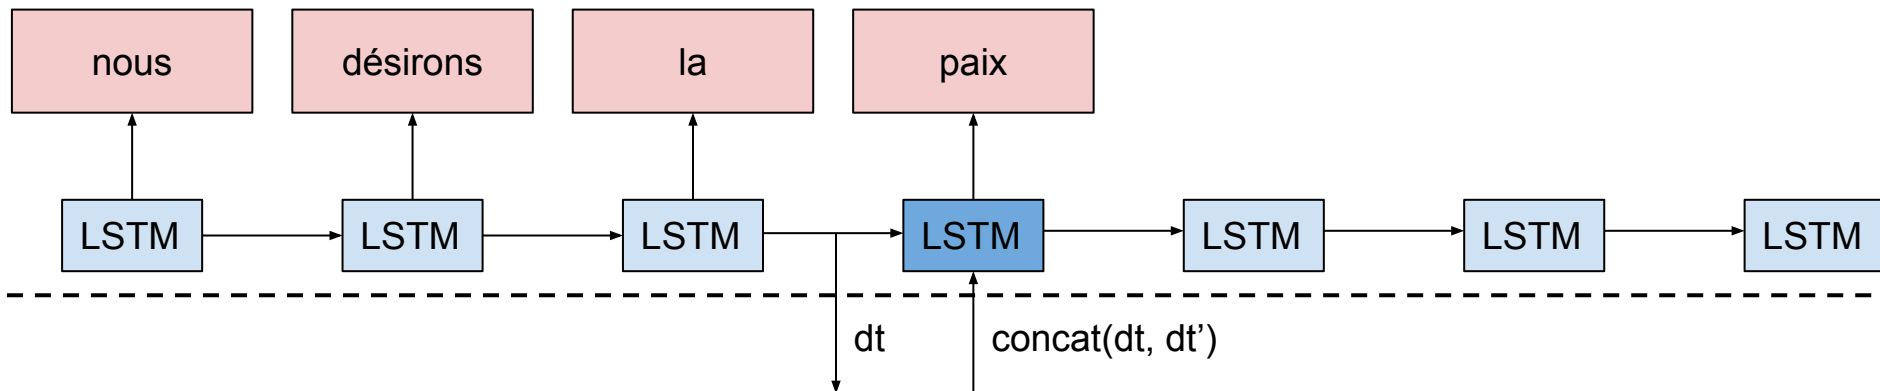 nous désirons la paix
LSTM LSTM LSTM LSTM LSTM LSTM LSTM
dt concat(dt, dt’)